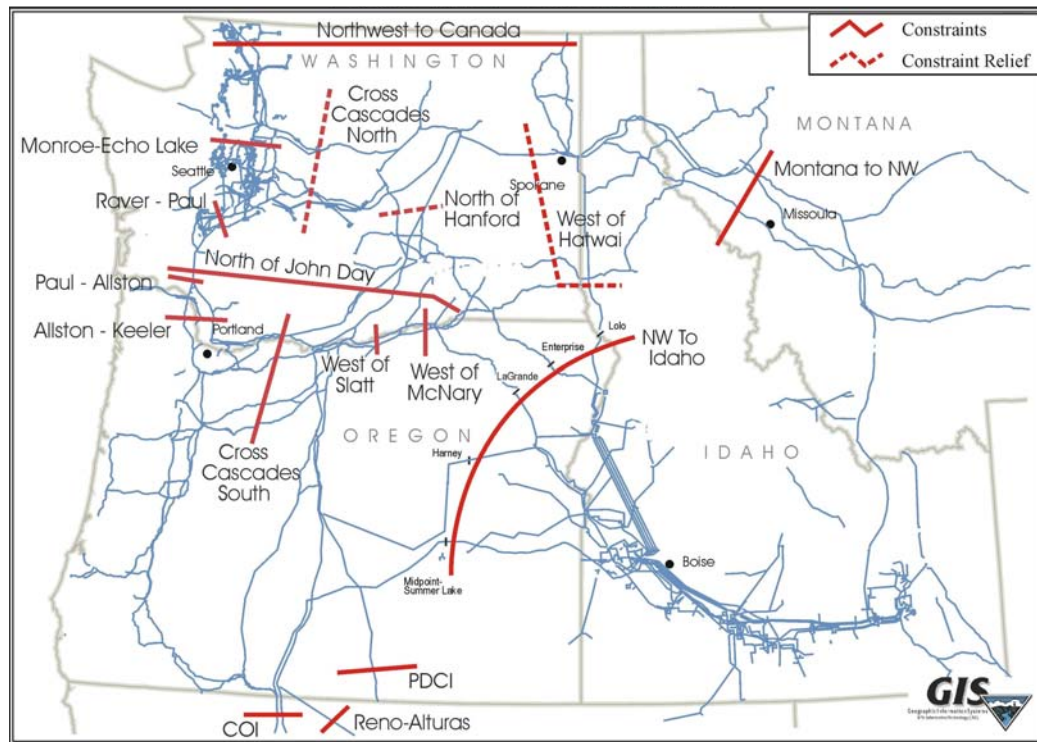 Constraints
Constraint Relief
Northwest to Canada
WASHINGTON
Cross
Cascades
North
MONTANA
Monroe-Echo Lake
Seattle
Spokane
Montana to NW
Raver - Paul
North of
Hanford
West of
Hatwai
Missoula
North of John Day
Paul - Allston
Allston - Keeler
Portland
West of
Slatt
West of
McNary
Lolo
Enterprise
LaGrande
NW To
Idaho
OREGON
IDAHO
Cross
Cascades
South
Harney
Boise
Midpoint-
Summer Lake
PDCI
COI
Reno-Alturas
GIS